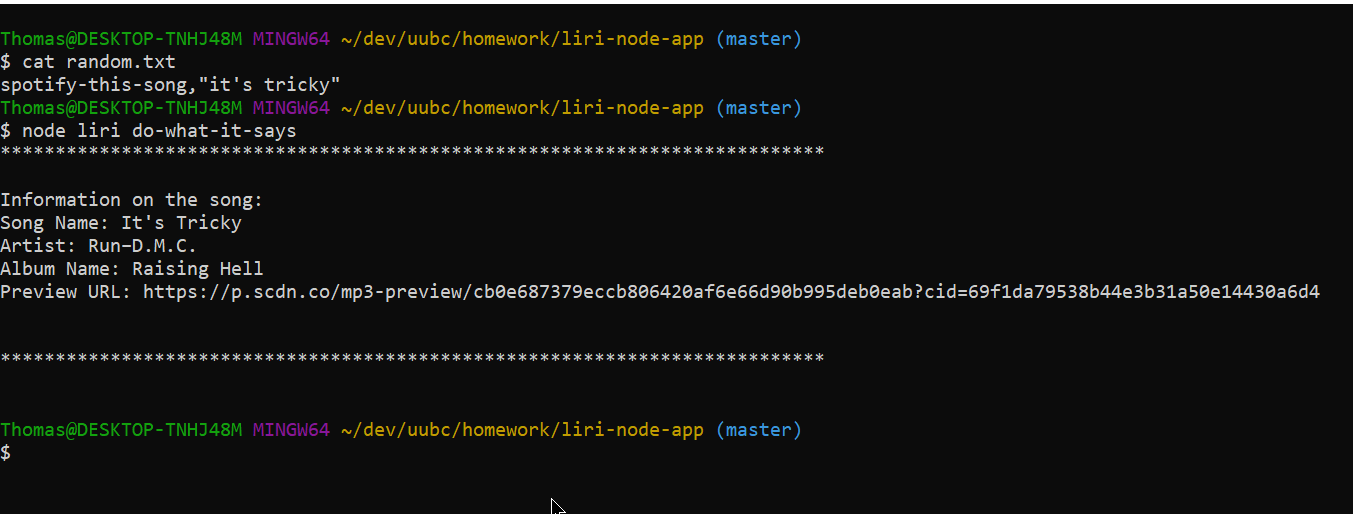 Thomas@DESKTOP-TNHJ48M MINGW64 ~/dev/uubc/homework/liri-node-app (master)
$ cat random.txt
spotify-this-song,"it's tricky"
Thomas@DESKTOP-TNHJ48M MINGW64 ~/dev/uubc/homework/liri-node-app (master)
$ node liri do-what-it-says
***************************************************************************
Information on the song:
Song Name: It's Tricky
Artist: Run–D.M.C.
Album Name: Raising Hell
Preview URL: https://p.scdn.co/mp3-preview/cb0e687379eccb806420af6e66d90b995deb0eab?cid=69f1da79538b44e3b31a50e14430a6d4
***************************************************************************
Thomas@DESKTOP-TNHJ48M MINGW64 ~/dev/uubc/homework/liri-node-app (master)
$